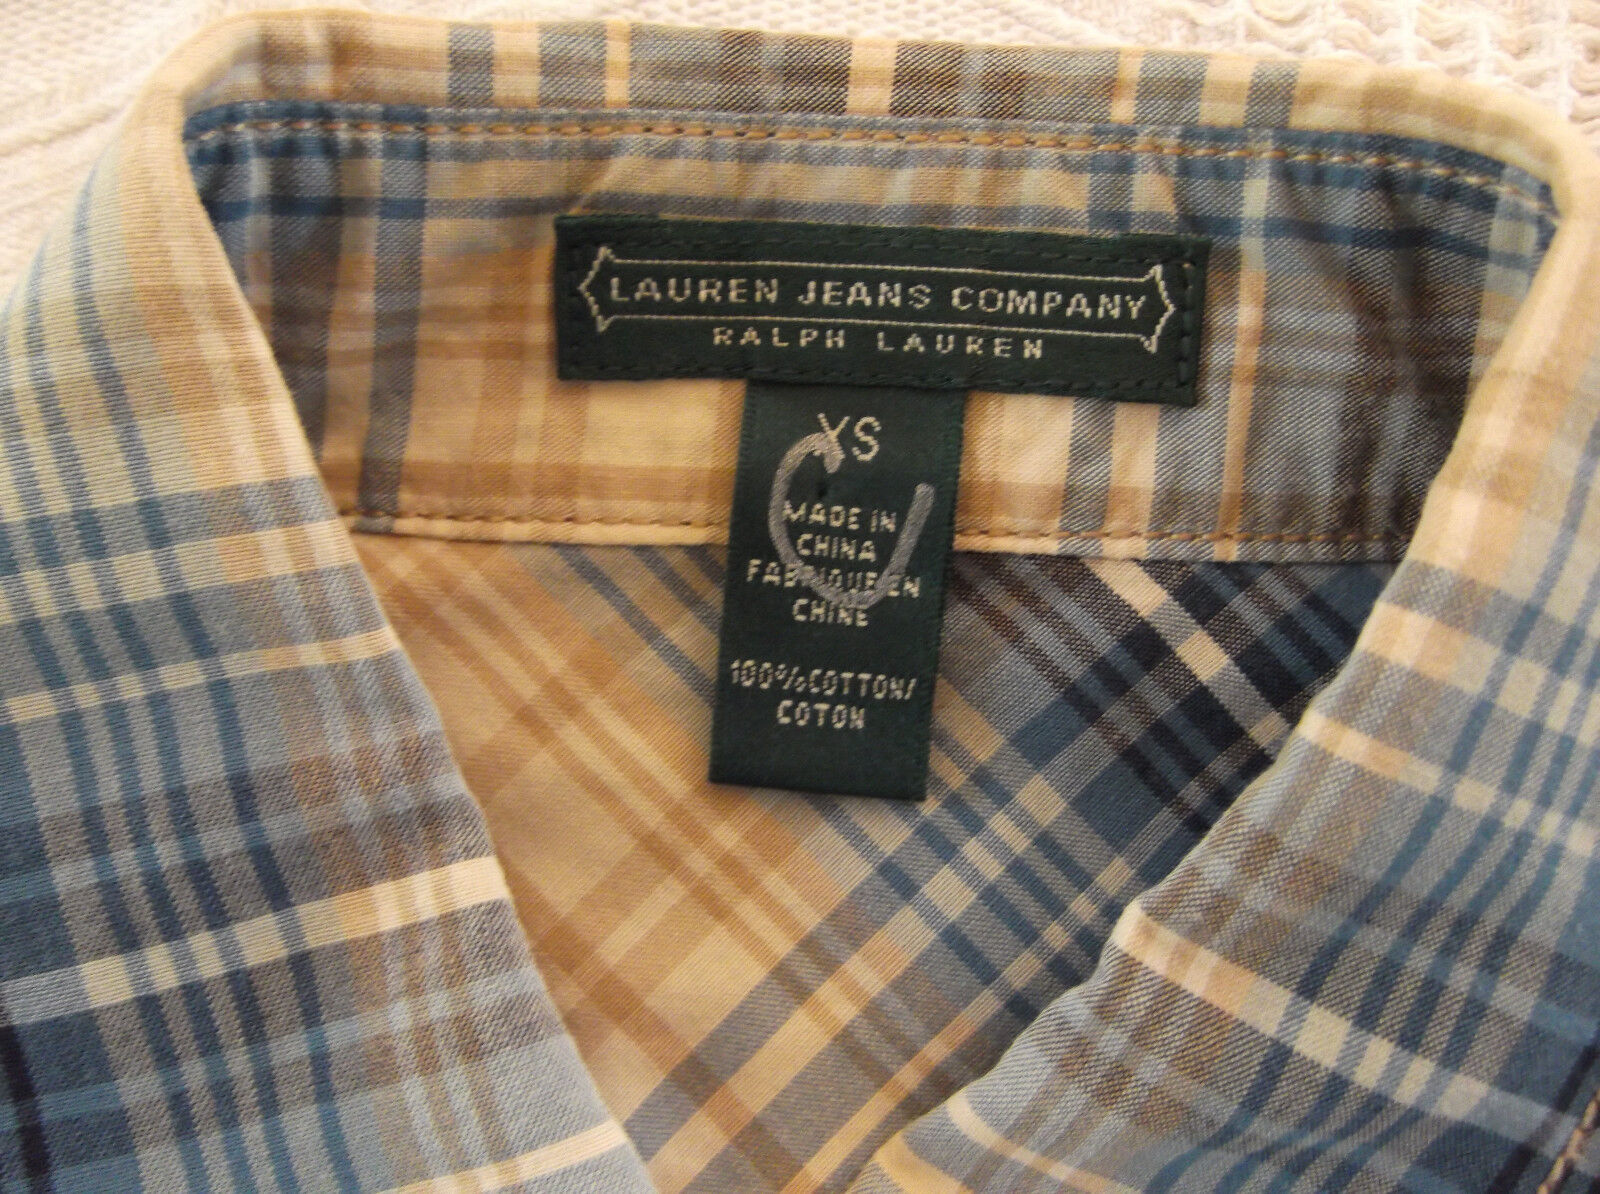 LAUREN JEANS COMPANY
RALPH LAUREN
XS
MADE IN
CHINA
FABRIQUE EN
CHINE
100%COTTON/
COTON